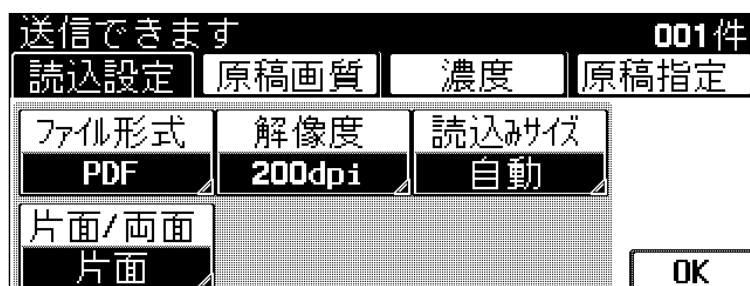 送信できます 001件
読込設定 原稿画質 濃度 原稿指定
ファイル形式 解像度 読込みサイズ
PDF 200dpi 自動
片面/両面
片面 OK